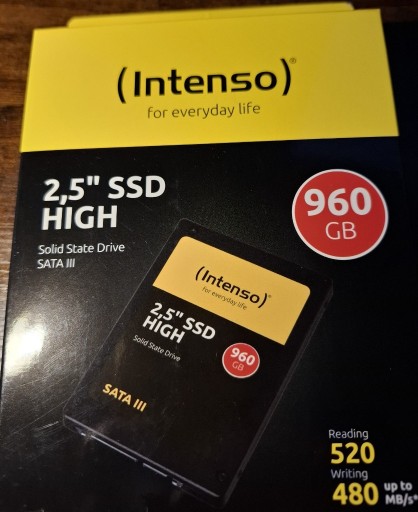 (Intenso)®
for everyday life
2,5" SSD
HIGH
Solid State Drive
SATA III
960
GB
(Intenso)®
for everyday life
2,5" SSD
HIGH
Solid State Drive
960
GB
SATA III
Reading
520
Writing
480 up to
MB/s*